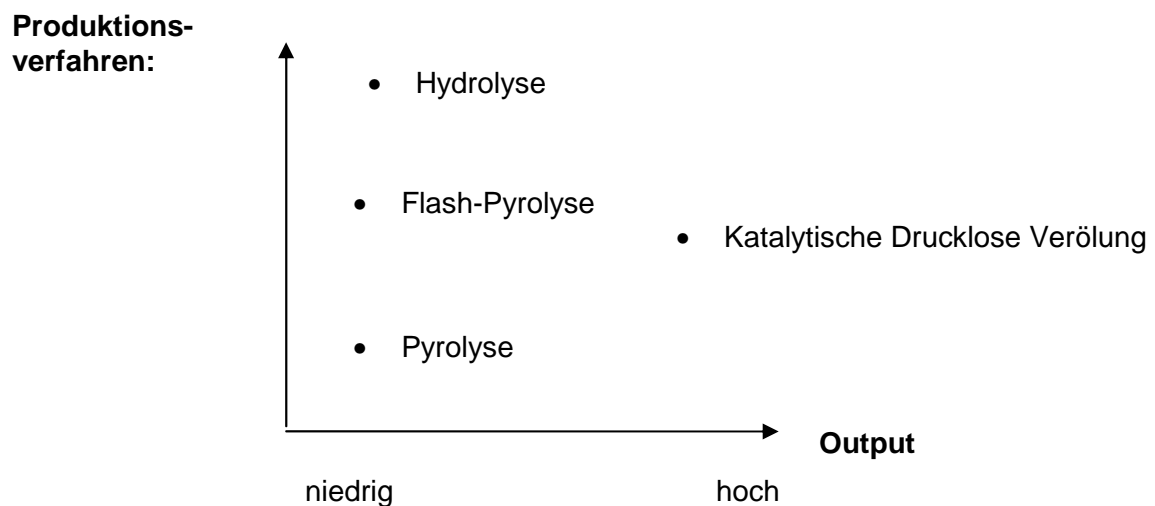 Produktions-
verfahren:
• Hydrolyse
• Flash-Pyrolyse
• Katalytische Drucklose Verölung
• Pyrolyse
Output
niedrig hoch